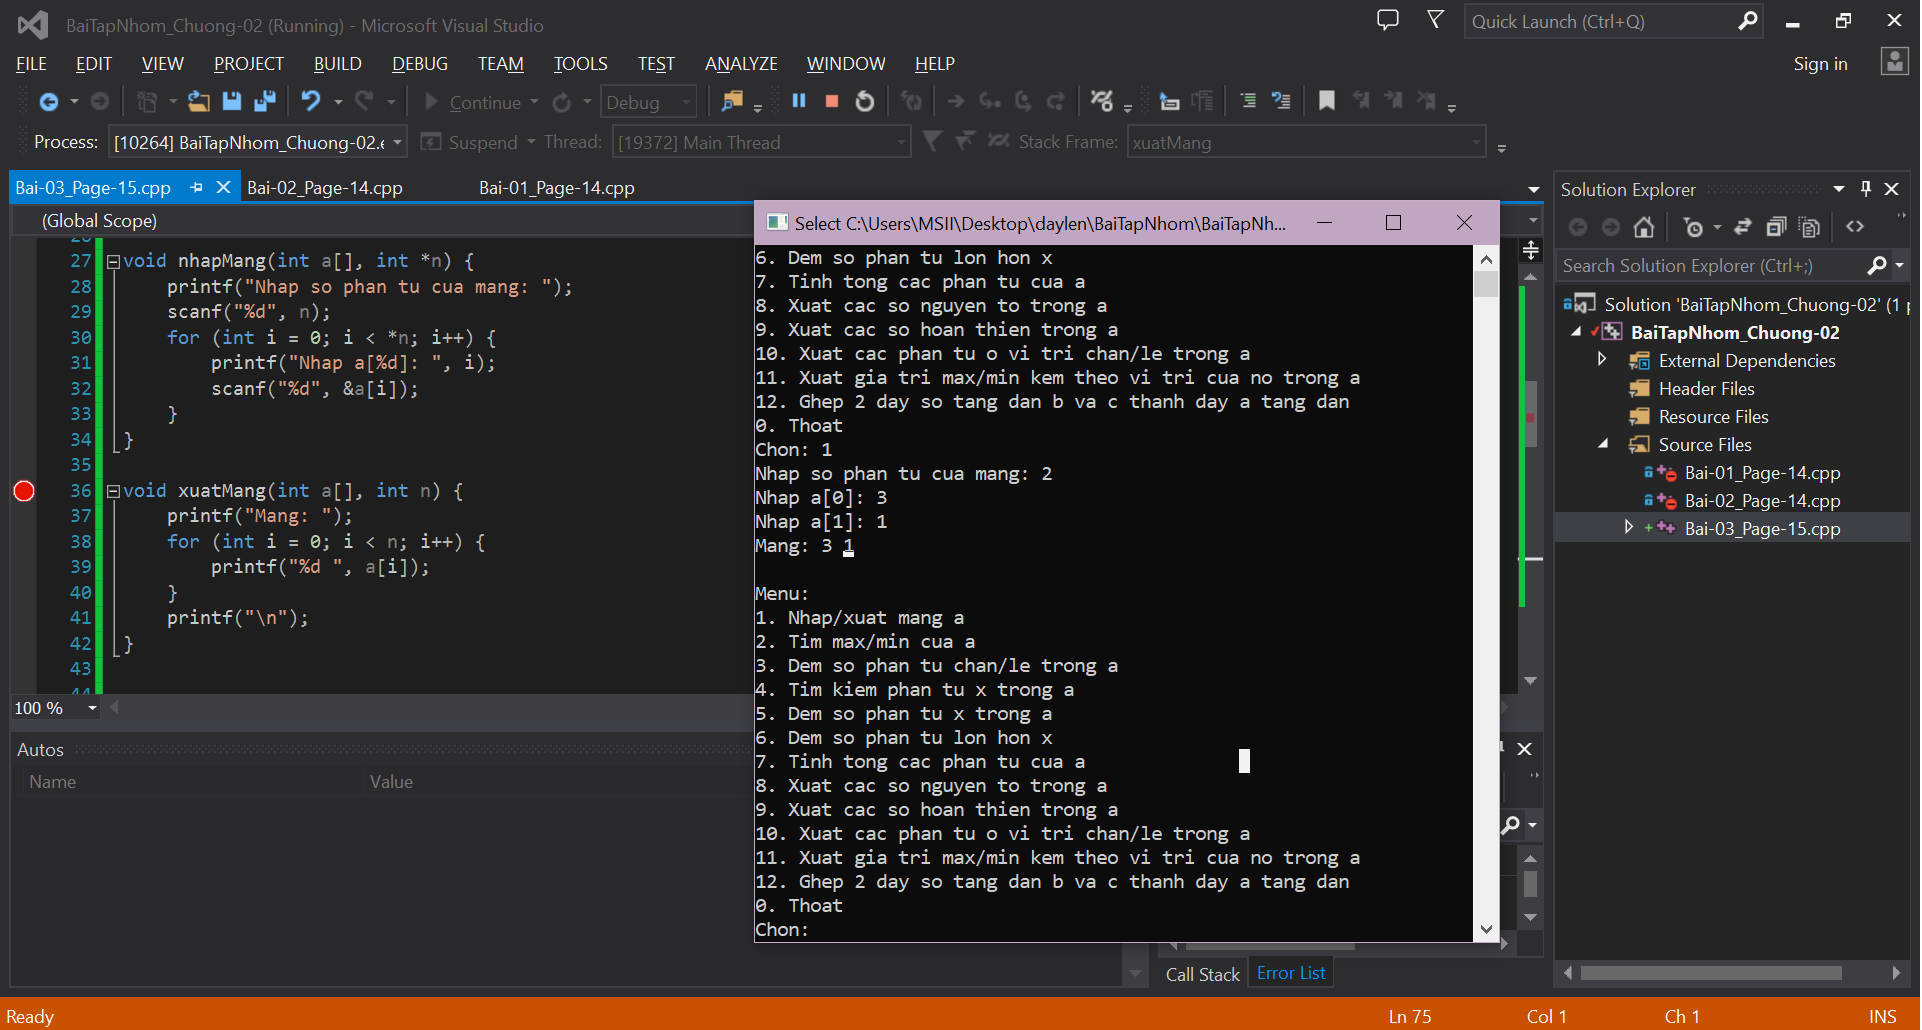 BaiTapNhom_Chuong-02 (Running) - Microsoft Visual Studio
Quick Launch (Ctrl+Q)
FILE EDIT VIEW PROJECT BUILD DEBUG TEAM TOOLS TEST ANALYZE WINDOW HELP
Sign in
Continue Debug
Process: [10264] BaiTapNhom_Chuong-02.e Suspend Thread: [19372] Main Thread Stack Frame: xuatMang
Bai-03_Page-15.cpp Bai-02_Page-14.cpp Bai-01_Page-14.cpp
(Global Scope)
27 void nhapMang(int a[], int *n) {
28 printf("Nhap so phan tu cua mang: ");
29 scanf("%d", n);
30 for (int i = 0; i < *n; i++) {
31 printf("Nhap a[%d]: ", i);
32 scanf("%d", &a[i]);
33 }
34 }
35
36 void xuatMang(int a[], int n) {
37 printf("Mang: ");
38 for (int i = 0; i < n; i++) {
39 printf("%d ", a[i]);
40 }
41 printf("\n");
42 }
43
100 %
Autos
Name Value
Select C:\Users\MSII\Desktop\daylen\BaiTapNhom\BaiTapNh...
6. Dem so phan tu lon hon x
7. Tinh tong cac phan tu cua a
8. Xuat cac so nguyen to trong a
9. Xuat cac so hoan thien trong a
10. Xuat cac phan tu o vi tri chan/le trong a
11. Xuat gia tri max/min kem theo vi tri cua no trong a
12. Ghep 2 day so tang dan b va c thanh day a tang dan
0. Thoat
Chon: 1
Nhap so phan tu cua mang: 2
Nhap a[0]: 3
Nhap a[1]: 1
Mang: 3 1
Menu:
1. Nhap/xuat mang a
2. Tim max/min cua a
3. Dem so phan tu chan/le trong a
4. Tim kiem phan tu x trong a
5. Dem so phan tu x trong a
6. Dem so phan tu lon hon x
7. Tinh tong cac phan tu cua a
8. Xuat cac so nguyen to trong a
9. Xuat cac so hoan thien trong a
10. Xuat cac phan tu o vi tri chan/le trong a
11. Xuat gia tri max/min kem theo vi tri cua no trong a
12. Ghep 2 day so tang dan b va c thanh day a tang dan
0. Thoat
Chon:
Call Stack Error List
Solution Explorer
Search Solution Explorer (Ctrl+;)
Solution 'BaiTapNhom_Chuong-02' (1 p
BaiTapNhom_Chuong-02
External Dependencies
Header Files
Resource Files
Source Files
Bai-01_Page-14.cpp
Bai-02_Page-14.cpp
Bai-03_Page-15.cpp
Ready
Ln 75 Col 1 Ch 1 INS